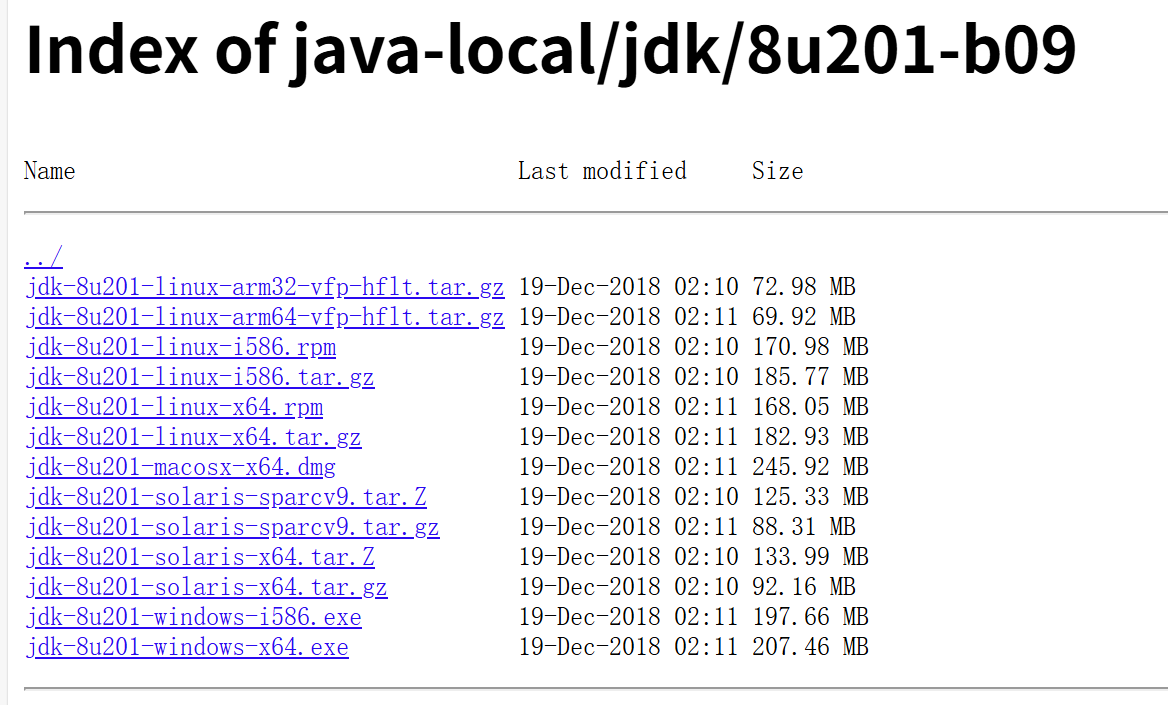 Index of java-local/jdk/8u201-b09
Name Last modified Size
../
jdk-8u201-linux-arm32-vfp-hflt.tar.gz 19-Dec-2018 02:10 72.98 MB
jdk-8u201-linux-arm64-vfp-hflt.tar.gz 19-Dec-2018 02:11 69.92 MB
jdk-8u201-linux-i586.rpm 19-Dec-2018 02:10 170.98 MB
jdk-8u201-linux-i586.tar.gz 19-Dec-2018 02:10 185.77 MB
jdk-8u201-linux-x64.rpm 19-Dec-2018 02:11 168.05 MB
jdk-8u201-linux-x64.tar.gz 19-Dec-2018 02:11 182.93 MB
jdk-8u201-macosx-x64.dmg 19-Dec-2018 02:11 245.92 MB
jdk-8u201-solaris-sparcv9.tar.Z 19-Dec-2018 02:10 125.33 MB
jdk-8u201-solaris-sparcv9.tar.gz 19-Dec-2018 02:11 88.31 MB
jdk-8u201-solaris-x64.tar.Z 19-Dec-2018 02:10 133.99 MB
jdk-8u201-solaris-x64.tar.gz 19-Dec-2018 02:10 92.16 MB
jdk-8u201-windows-i586.exe 19-Dec-2018 02:11 197.66 MB
jdk-8u201-windows-x64.exe 19-Dec-2018 02:11 207.46 MB